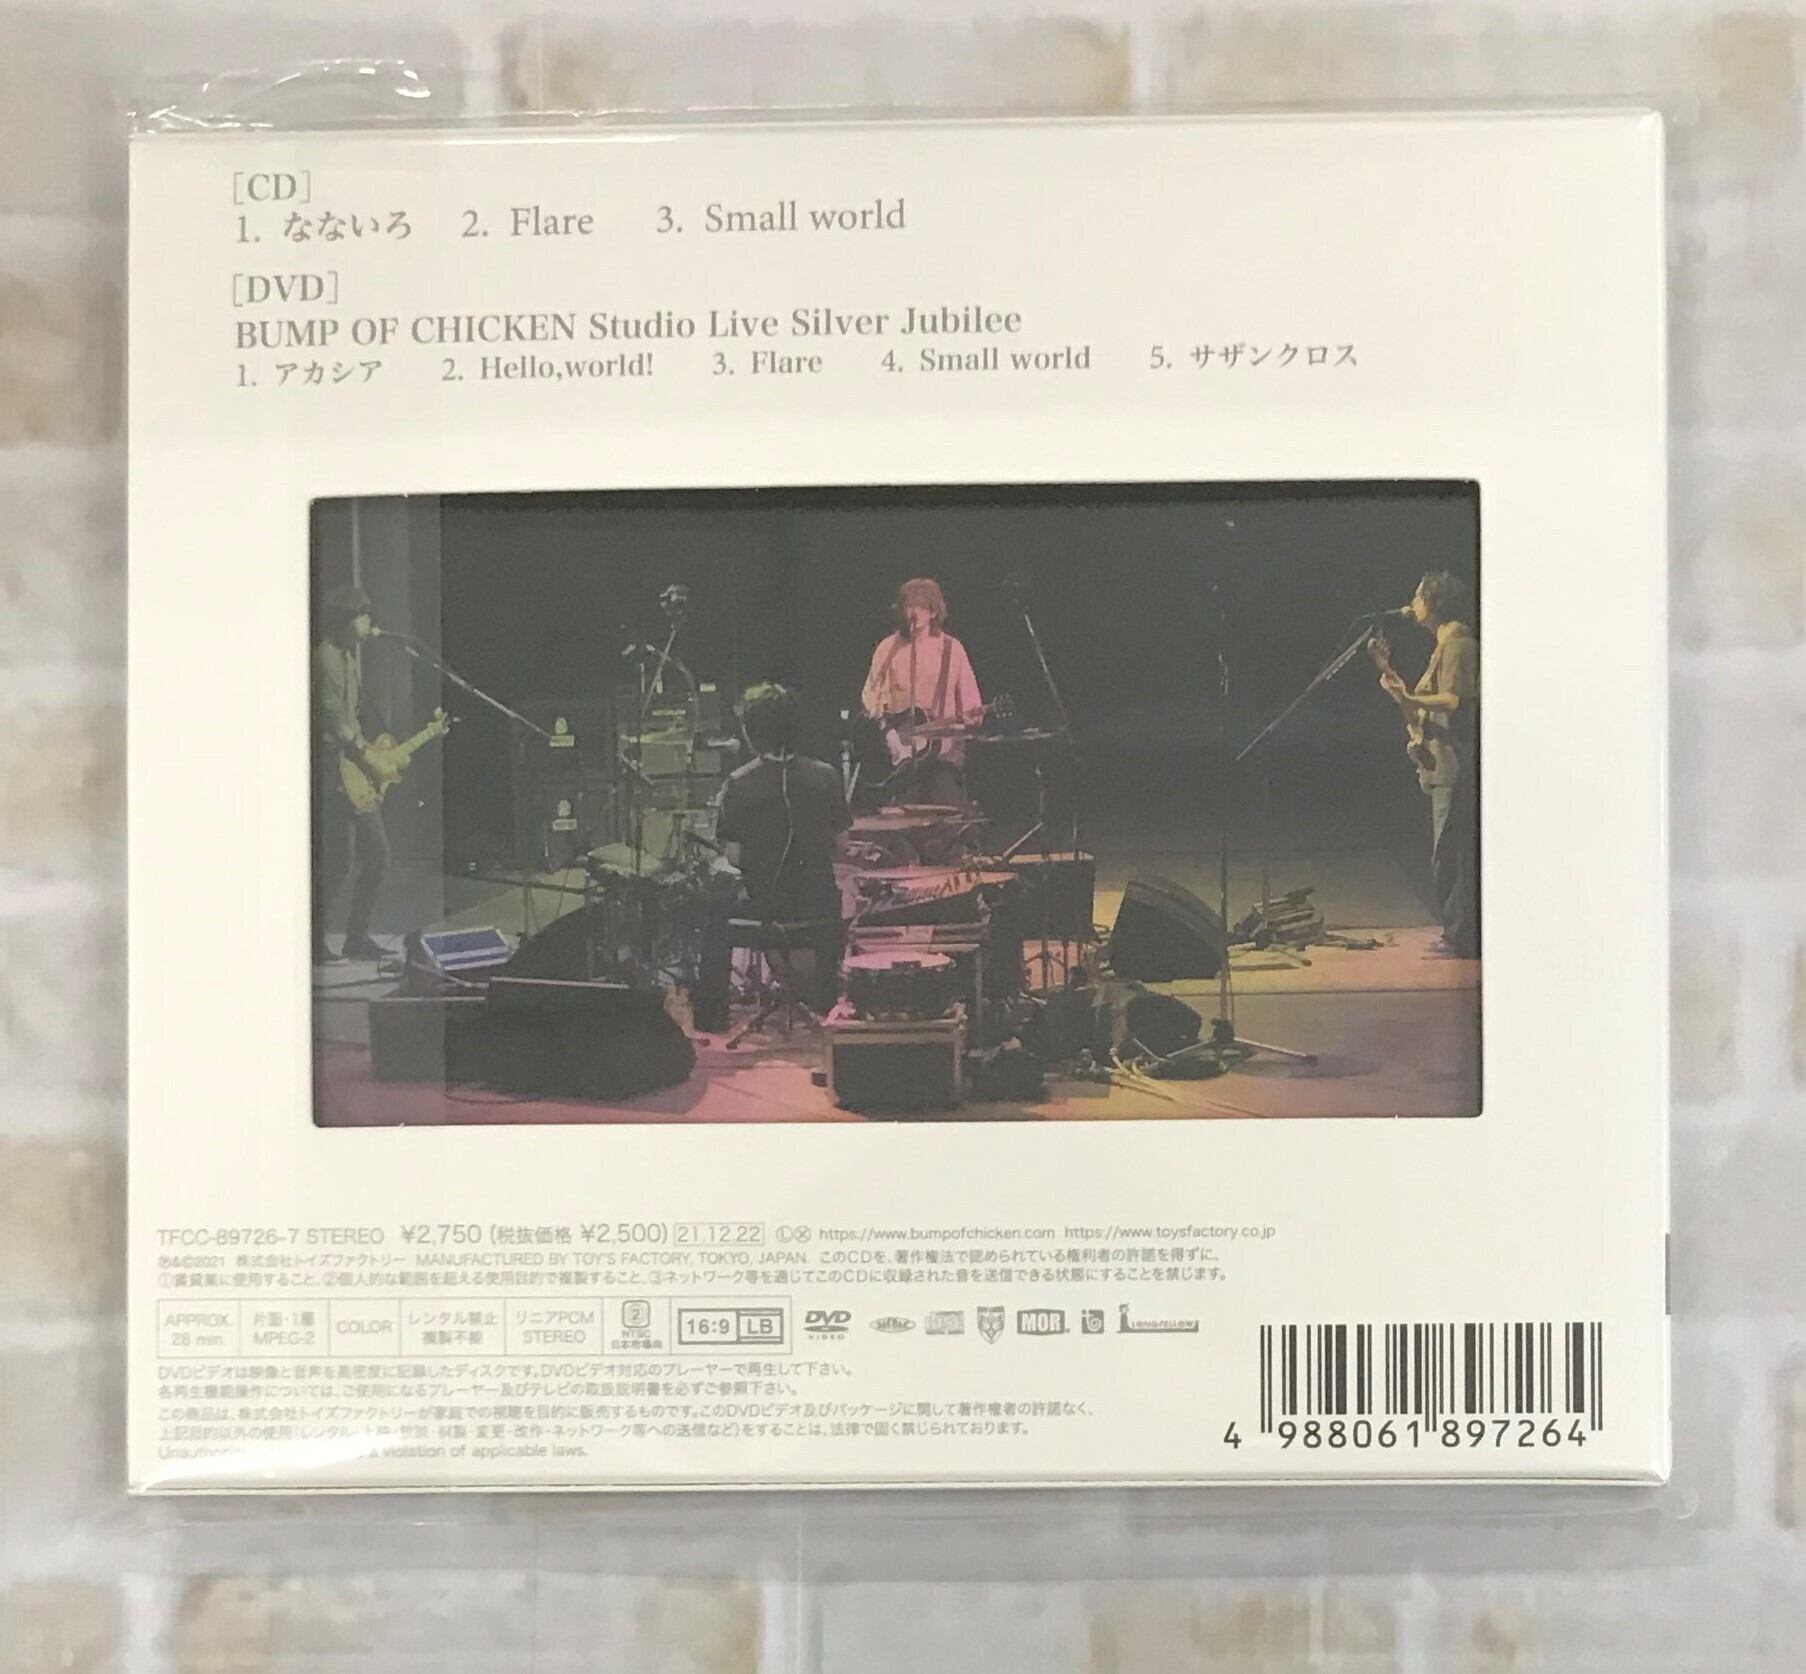 [CD]
1. なないろ 2. Flare 3. Small world
[DVD]
BUMP OF CHICKEN Studio Live Silver Jubilee
1. アカシア 2. Hello,world! 3. Flare 4. Small world 5. サザンクロス
TFCC-89726-7 STEREO ¥2,750 (税抜価格 ¥2,500) 21.12.22 Ⓛ Ⓧ https://www.bumpofchicken.com https://www.toysfactory.co.jp
℗&©2021 株式会社トイズファクトリー MANUFACTURED BY TOY'S FACTORY, TOKYO, JAPAN. このCDを、著作権法で認められている権利者の許諾を得ずに、
①賃貸業に使用すること、②個人的な範囲を超える使用目的で複製すること、③ネットワーク等を通じてこのCDに収録された音を送信できる状態にすることを禁じます。
APPROX. 28 min. 片面・1層 MPEG-2 COLOR レンタル禁止 複製不能 リニアPCM STEREO 2 NTSC 日本市場向 16:9 LB DVD VIDEO MOR. LONGFELLOW
DVDビデオは映像と音声を高密度に記録したディスクです。DVDビデオ対応のプレーヤーで再生して下さい。
各再生機能操作については、ご使用になるプレーヤー及びテレビの取扱説明書を必ずご参照下さい。
この商品は、株式会社トイズファクトリーが家庭での視聴を目的に販売するものです。このDVDビデオ及びパッケージに関して著作権者の許諾なく、
上記目的以外の使用(レンタル・上映・放映・複製・変更・改作・ネットワーク等への送信など)をすることは、法律で固く禁じられております。
a violation of applicable laws.
4 988061 897264